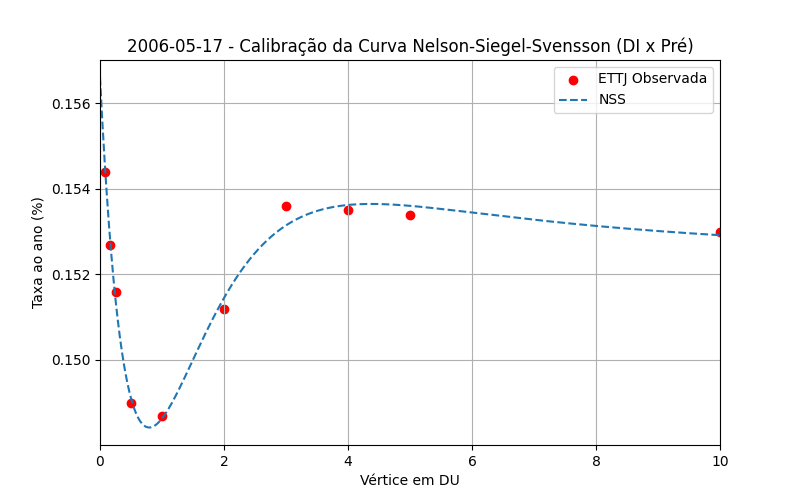 2006-05-17 - Calibração da Curva Nelson-Siegel-Svensson (DI x Pré)
ETTJ Observada
NSS
Taxa ao ano (%)
0.156
0.154
0.152
0.150
0 2 4 6 8 10
Vértice em DU